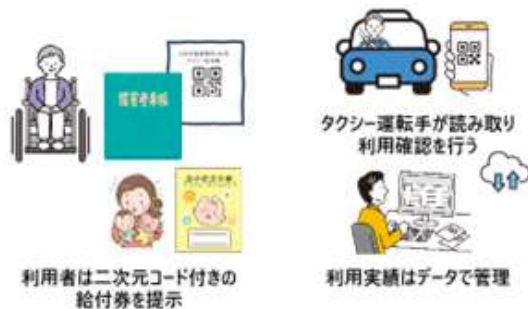 障害者手帳
利用者は二次元コード付きの
給付券を提示
タクシー運転手が読み取り
利用確認を行う
利用実績はデータで管理